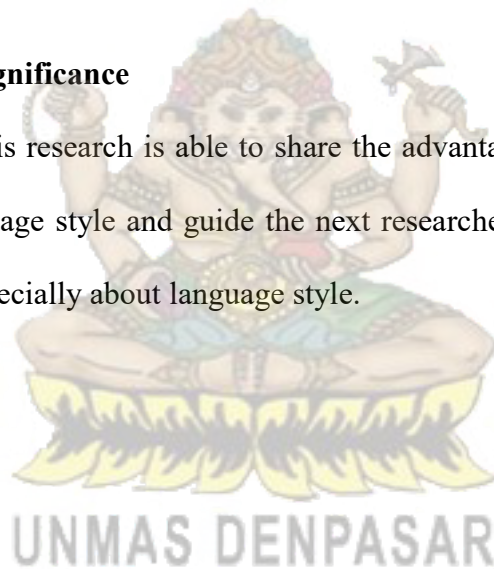 gnificance
is research is able to share the advanta
age style and guide the next researche
pecially about language style.
UNMAS DENPASAR